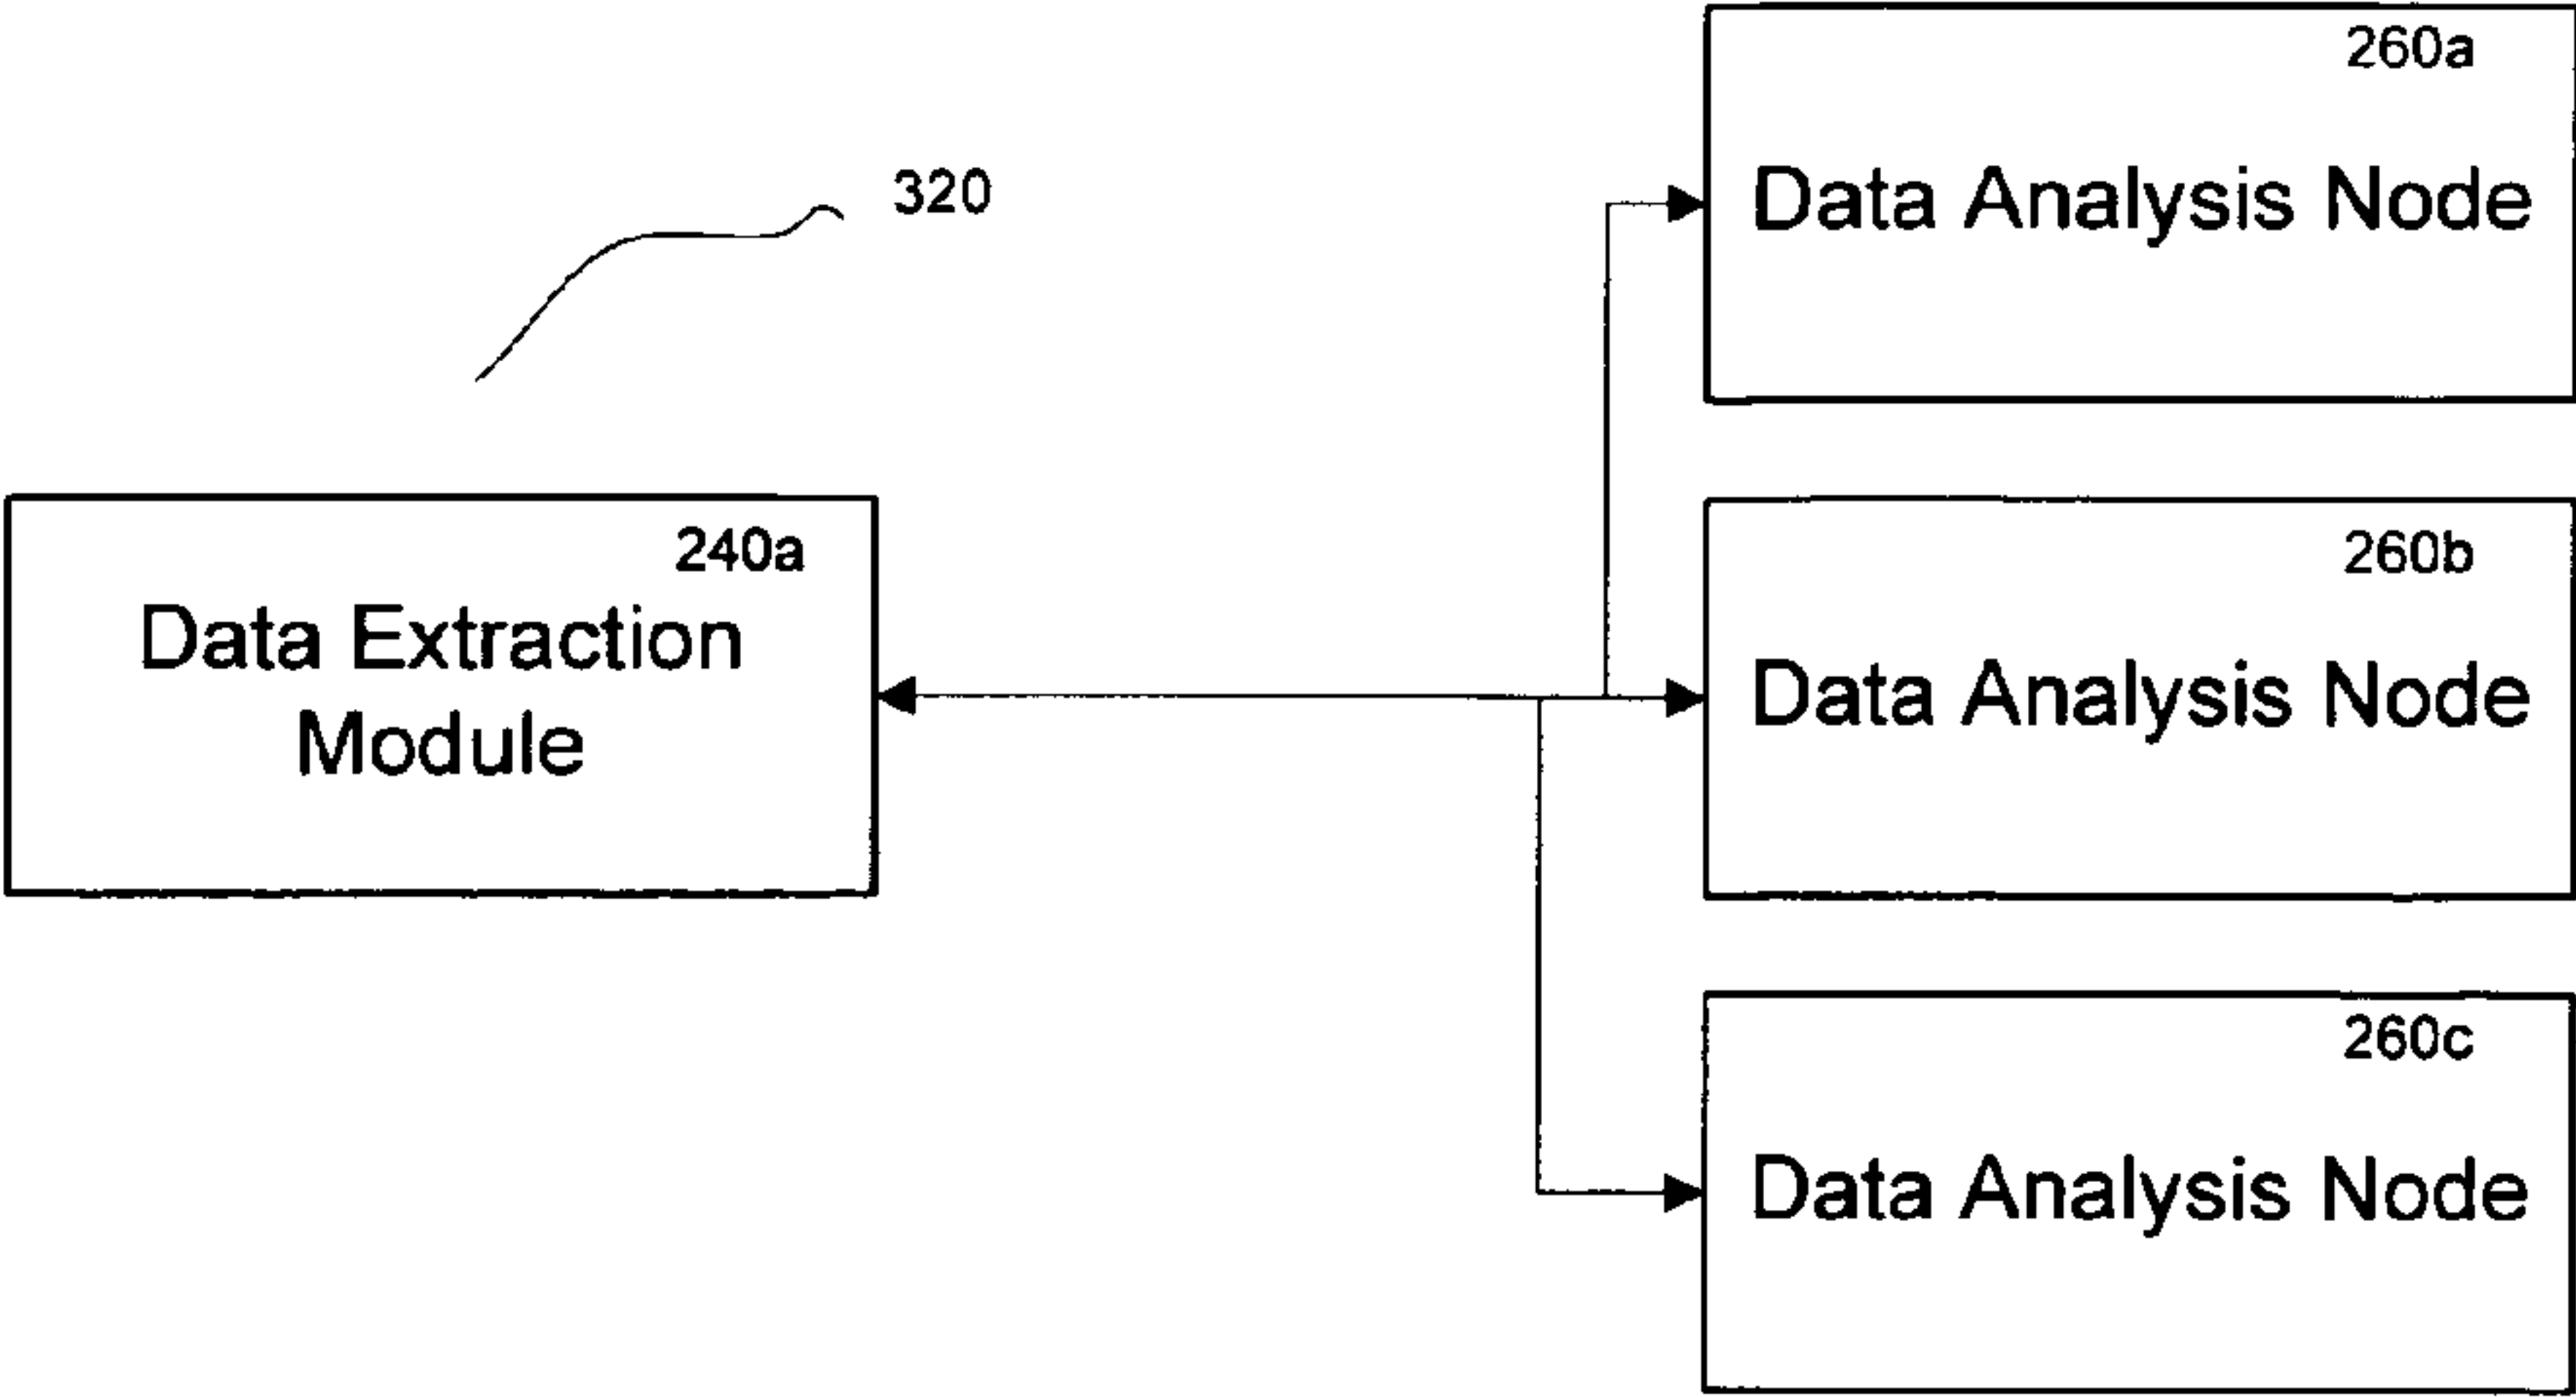 260a
Data Analysis Node
320
240a
Data Extraction
Module
260b
Data Analysis Node
260c
Data Analysis Node